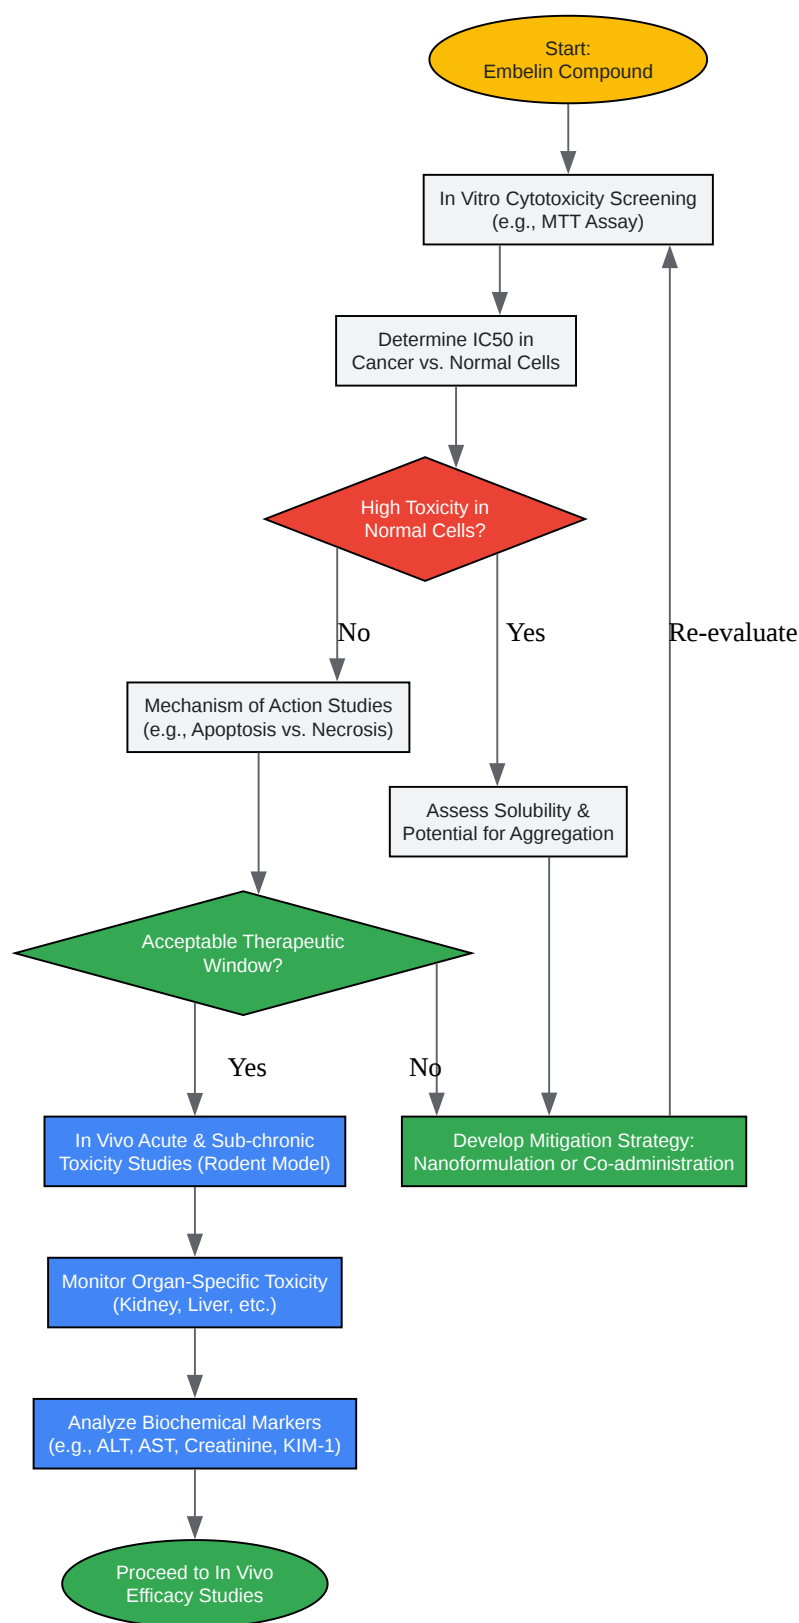 Start:
Embelin Compound
In Vitro Cytotoxicity Screening
(e.g., MTT Assay)
Determine IC50 in
Cancer vs. Normal Cells
High Toxicity in
Normal Cells?
No
Yes
Re-evaluate
Mechanism of Action Studies
(e.g., Apoptosis vs. Necrosis)
Assess Solubility &
Potential for Aggregation
Acceptable Therapeutic
Window?
Yes
No
In Vivo Acute & Sub-chronic
Toxicity Studies (Rodent Model)
Develop Mitigation Strategy:
Nanoformulation or Co-administration
Monitor Organ-Specific Toxicity
(Kidney, Liver, etc.)
Analyze Biochemical Markers
(e.g., ALT, AST, Creatinine, KIM-1)
Proceed to In Vivo
Efficacy Studies